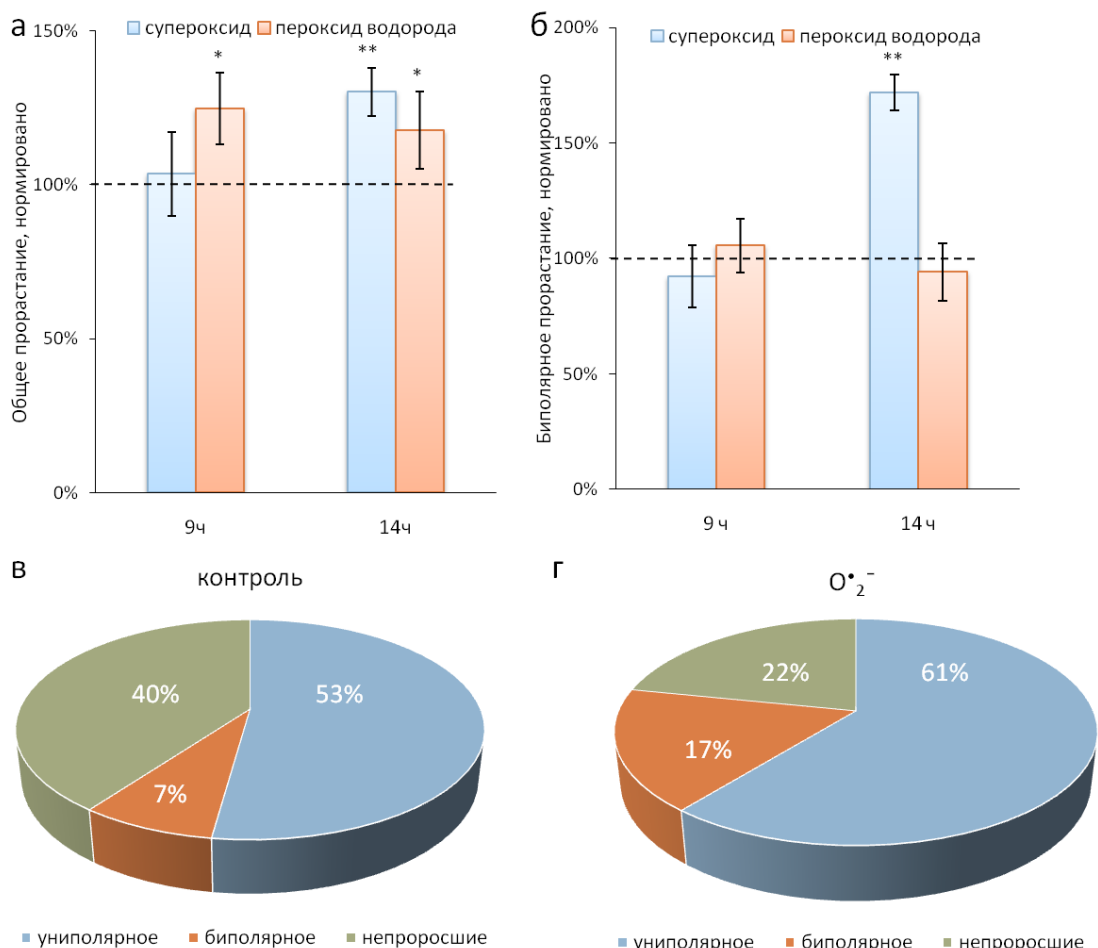 а
150%
супероксид пероксид водорода
* ** *
100%
50%
0%
Общее прорастание, нормировано
9ч 14ч
б
200%
супероксид пероксид водорода
**
150%
100%
50%
0%
Биполярное прорастание, нормировано
9 ч 14 ч
в
контроль
40% 53%
7%
униполярное биполярное непроросшие
г
O•2−
22% 61%
17%
униполярное биполярное непроросшие